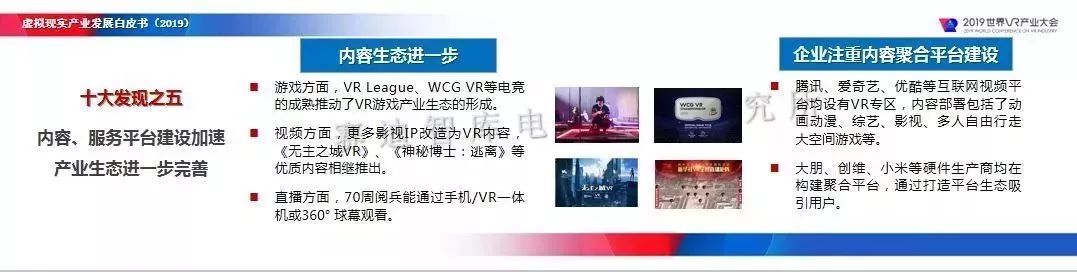 虚拟现实产业发展白皮书（2019）
2019世界VR产业大会
2019 WORLD CONFERENCE ON VR INDUSTRY
十大发现之五
内容、服务平台建设加速
产业生态进一步完善
内容生态进一步
■ 游戏方面，VR League、WCG VR等电竞
的成熟推动了VR游戏产业生态的形成。
■ 视频方面，更多影视IP改造为VR内容，
《无主之城VR》、《神秘博士：逃离》等
优质内容相继推出。
■ 直播方面，70周阅兵能通过手机/VR一体
机或360° 球幕观看。
WCG VR
无主之城VR
企业注重内容聚合平台建设
■ 腾讯、爱奇艺、优酷等互联网视频平
台均设有VR专区，内容部署包括了动
画动漫、综艺、影视、多人自由行走
大空间游戏等。
■ 大朋、创维、小米等硬件生产商均在
构建聚合平台，通过打造平台生态吸
引用户。